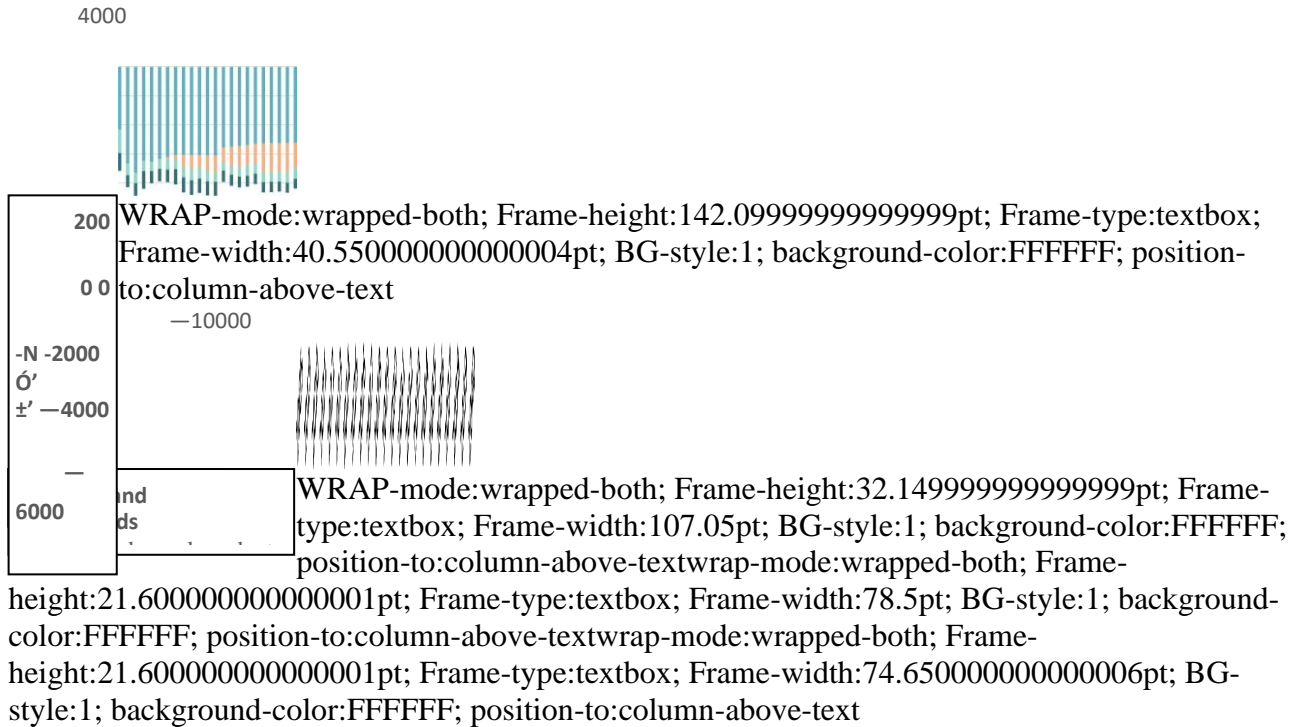 4000
200
0 0
WRAP-mode:wrapped-both; Frame-height:142.09999999999999pt; Frame-type:textbox;
Frame-width:40.550000000000004pt; BG-style:1; background-color:FFFFFF; position-
to:column-above-text
—10000
-N -2000
Ó’
±’ —4000
—
6000
WRAP-mode:wrapped-both; Frame-height:32.149999999999999pt; Frame-
type:textbox; Frame-width:107.05pt; BG-style:1; background-color:FFFFFF;
position-to:column-above-textwrap-mode:wrapped-both; Frame-
height:21.600000000000001pt; Frame-type:textbox; Frame-width:78.5pt; BG-style:1; background-
color:FFFFFF; position-to:column-above-textwrap-mode:wrapped-both; Frame-
height:21.6000000000000001pt; Frame-type:textbox; Frame-width:74.650000000000006pt; BG-
style:1; background-color:FFFFFF; position-to:column-above-text